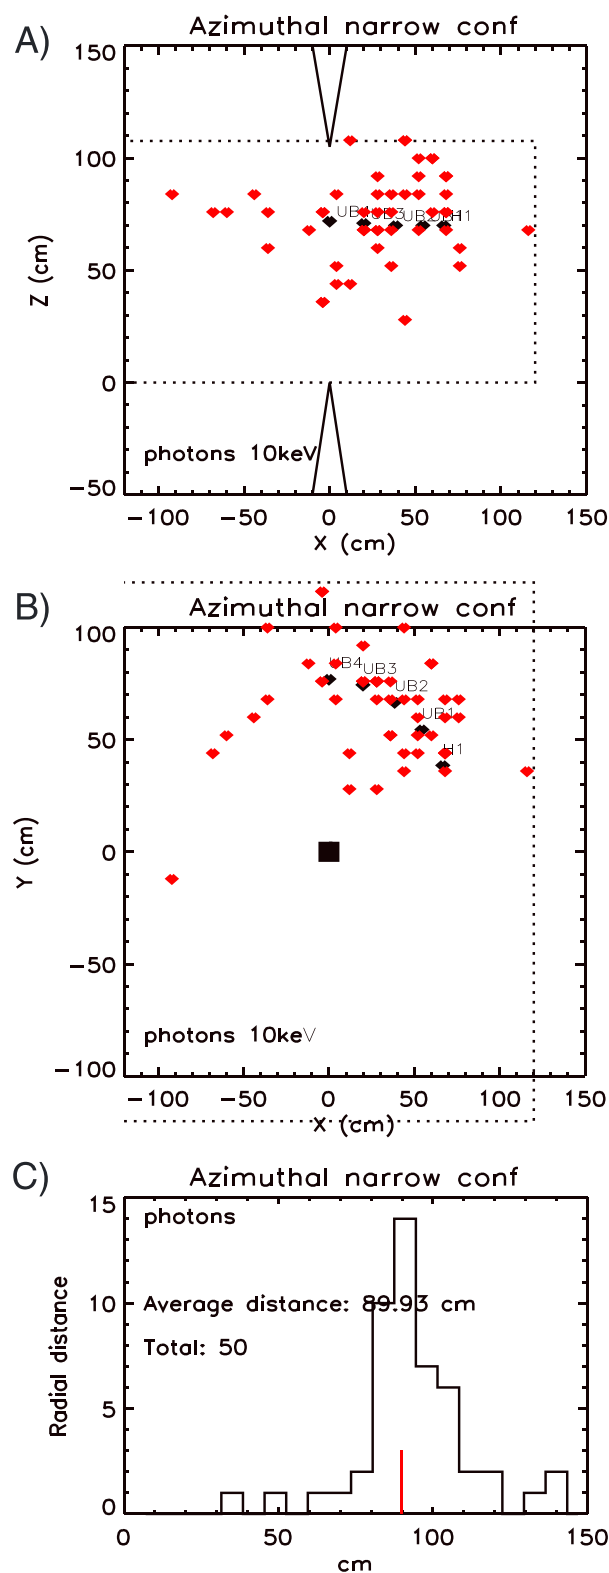 A)
Azimuthal narrow conf
150
100
50
0
-50
Z (cm)
UB4 UB3 UB2 UB1 H1
photons 10keV
-100 -50 0 50 100 150
X (cm)
B)
Azimuthal narrow conf
100
50
0
-50
-100
Y (cm)
UB4
UB3
UB2
UB1
H1
photons 10keV
-100 -50 0 50 100 150
X (cm)
C)
Azimuthal narrow conf
15
10
5
0
Radial distance
photons
Average distance: 89.93 cm
Total: 50
0 50 100 150
cm